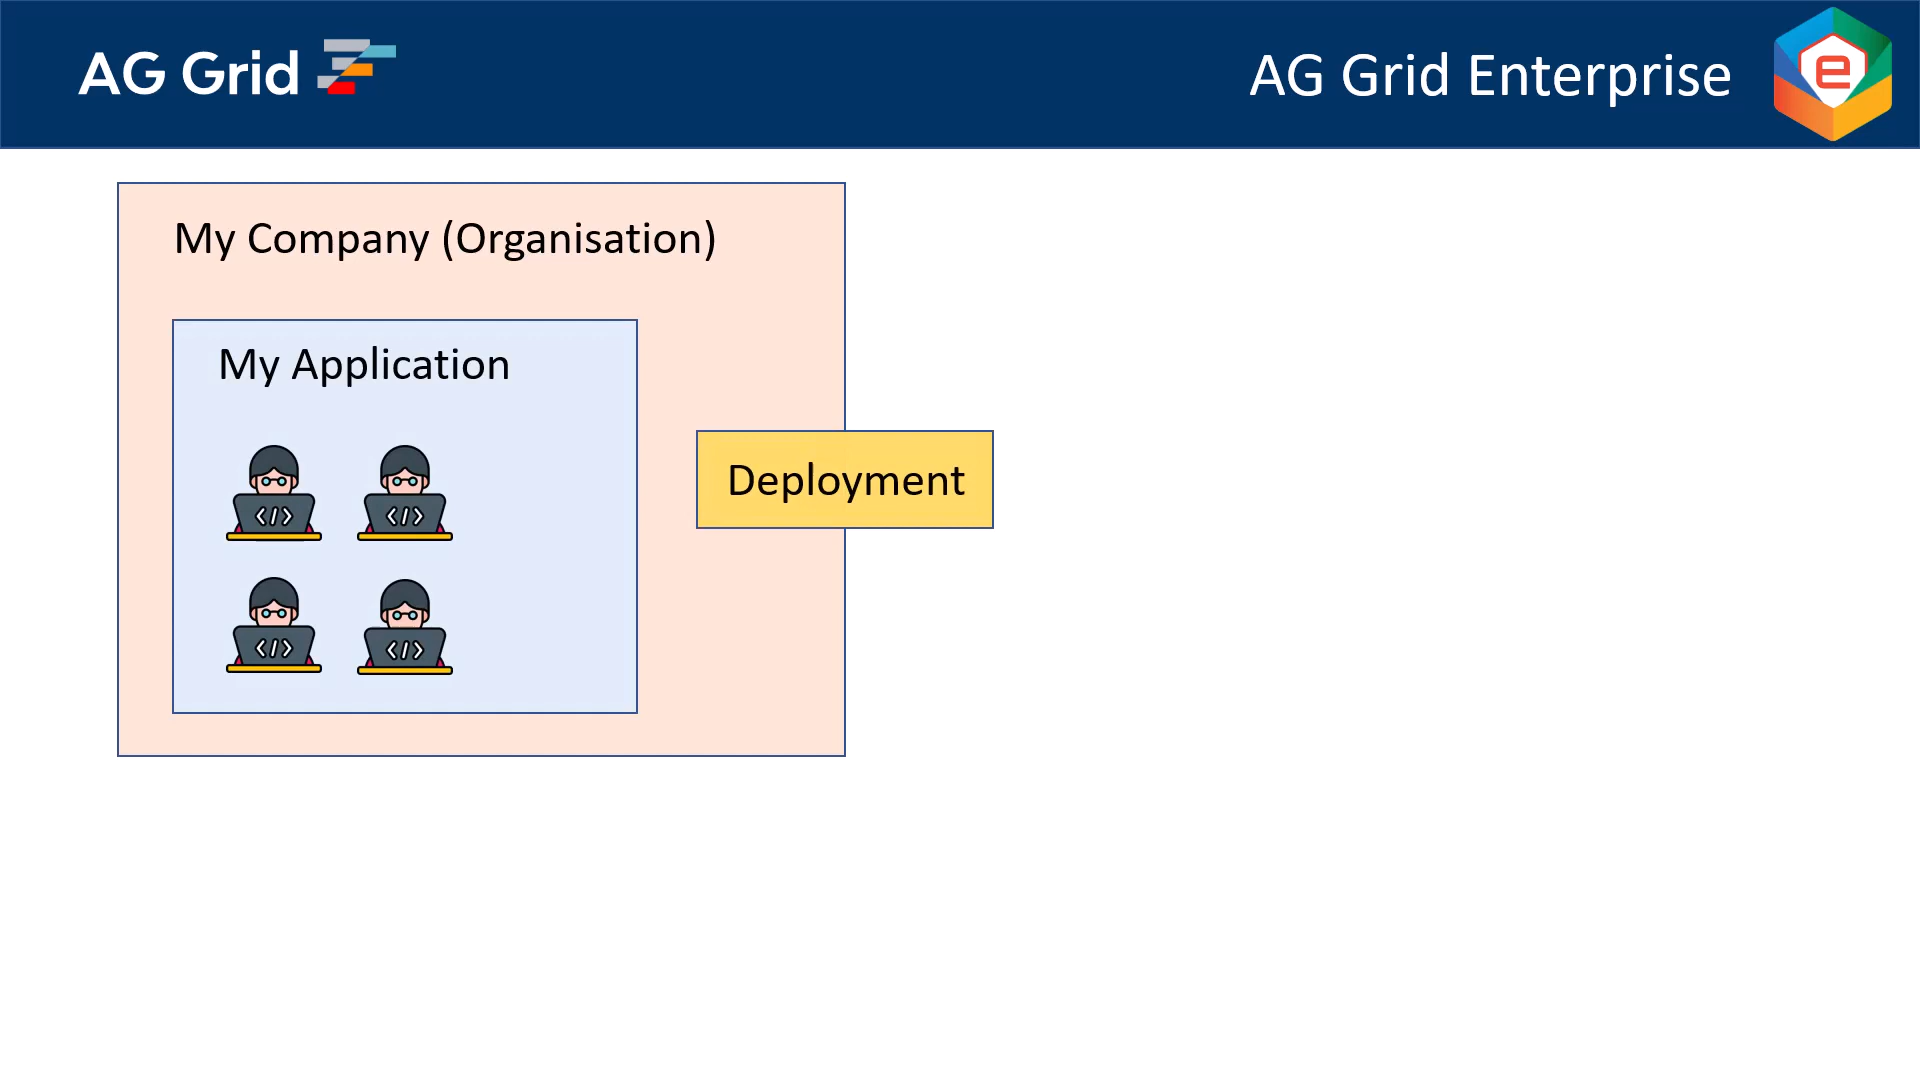 AG Grid
AG Grid Enterprise
e
My Company (Organisation)
My Application
Deployment
</>
</>
</>
</>